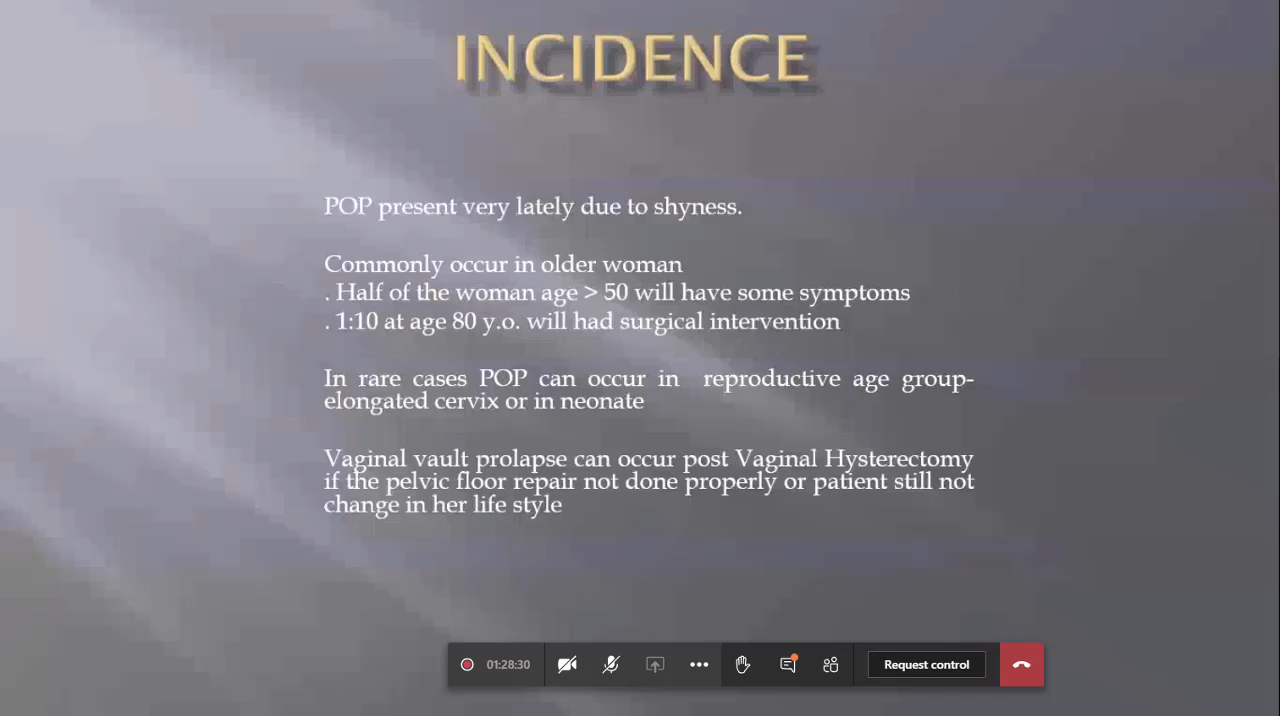 INCIDENCE
POP present very lately due to shyness.
Commonly occur in older woman
. Half of the woman age > 50 will have some symptoms
. 1:10 at age 80 y.o. will had surgical intervention
In rare cases POP can occur in reproductive age group-
elongated cervix or in neonate
Vaginal vault prolapse can occur post Vaginal Hysterectomy
if the pelvic floor repair not done properly or patient still not
change in her life style
01:28:30
Request control